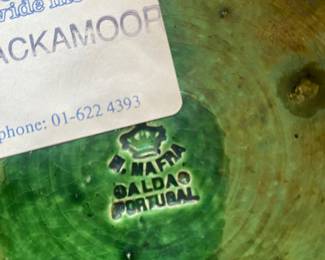 ACKAMOOR
phone: 01-622 4393
M. MAFRA
CALDAS
PORTUGAL